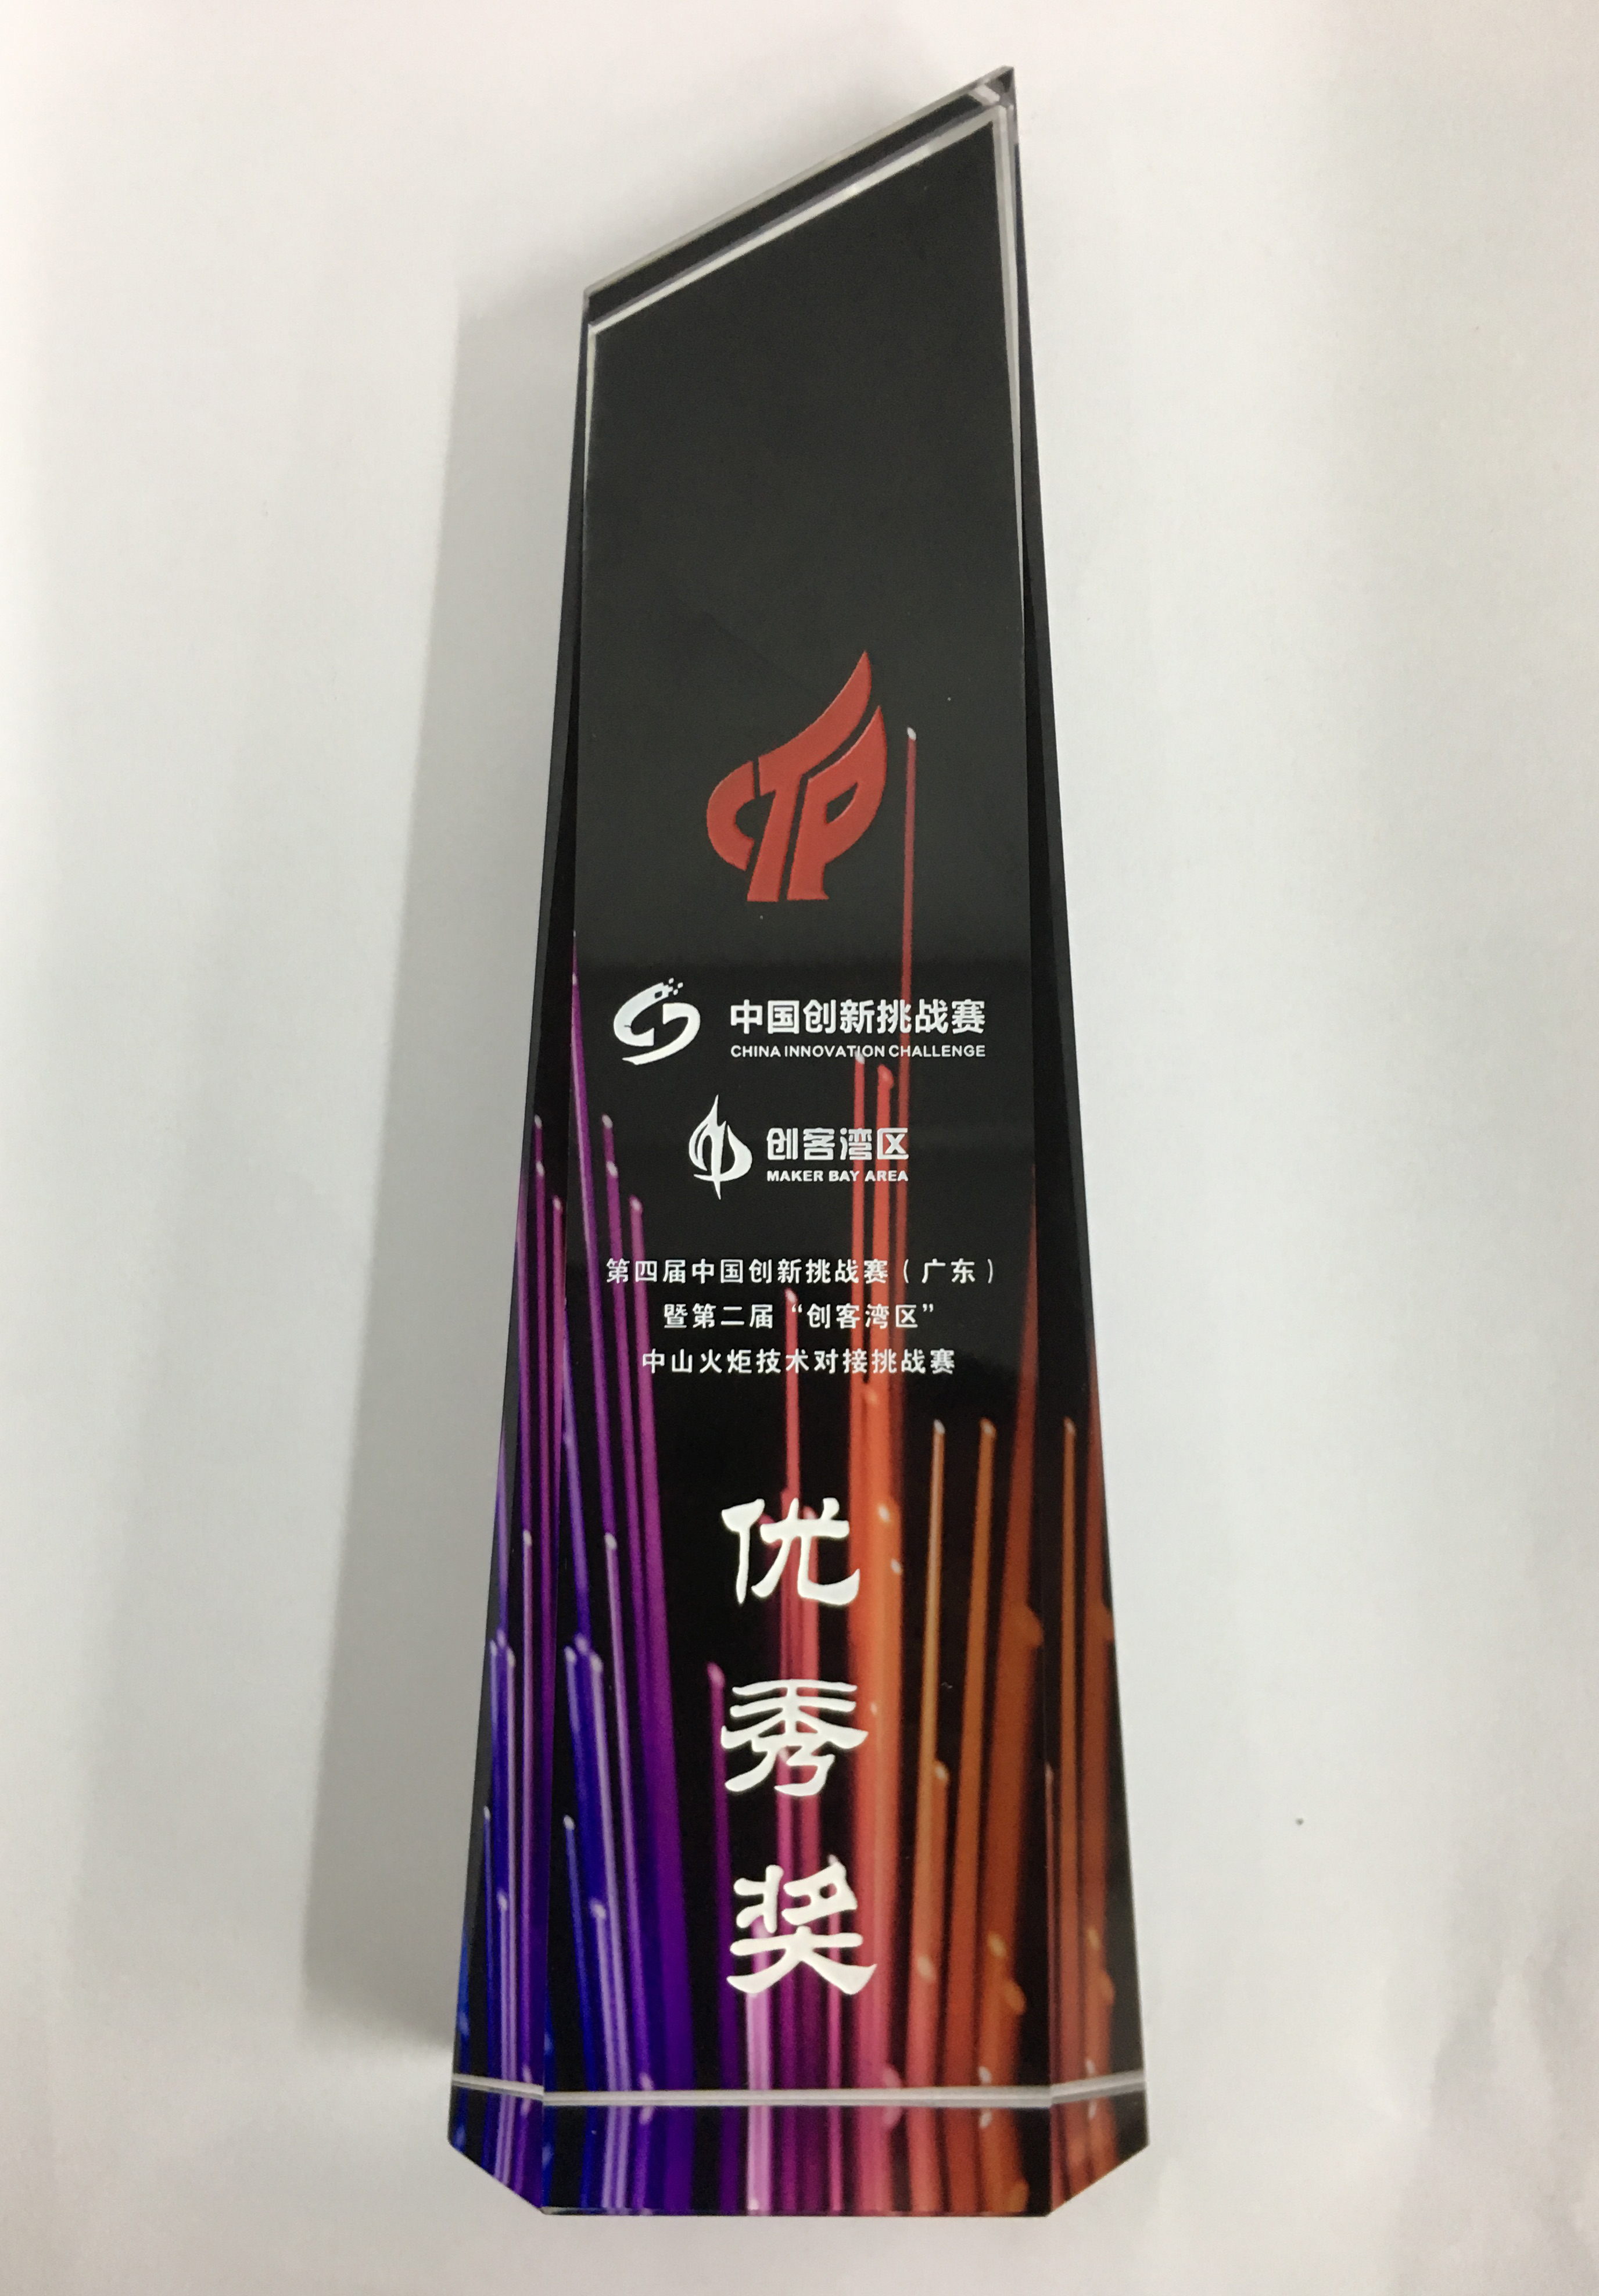 CTP
中国创新挑战赛
CHINA INNOVATION CHALLENGE
创客湾区
MAKER BAY AREA
第四届中国创新挑战赛（广东）
暨第二届“创客湾区”
中山火炬技术对接挑战赛
优
秀
奖